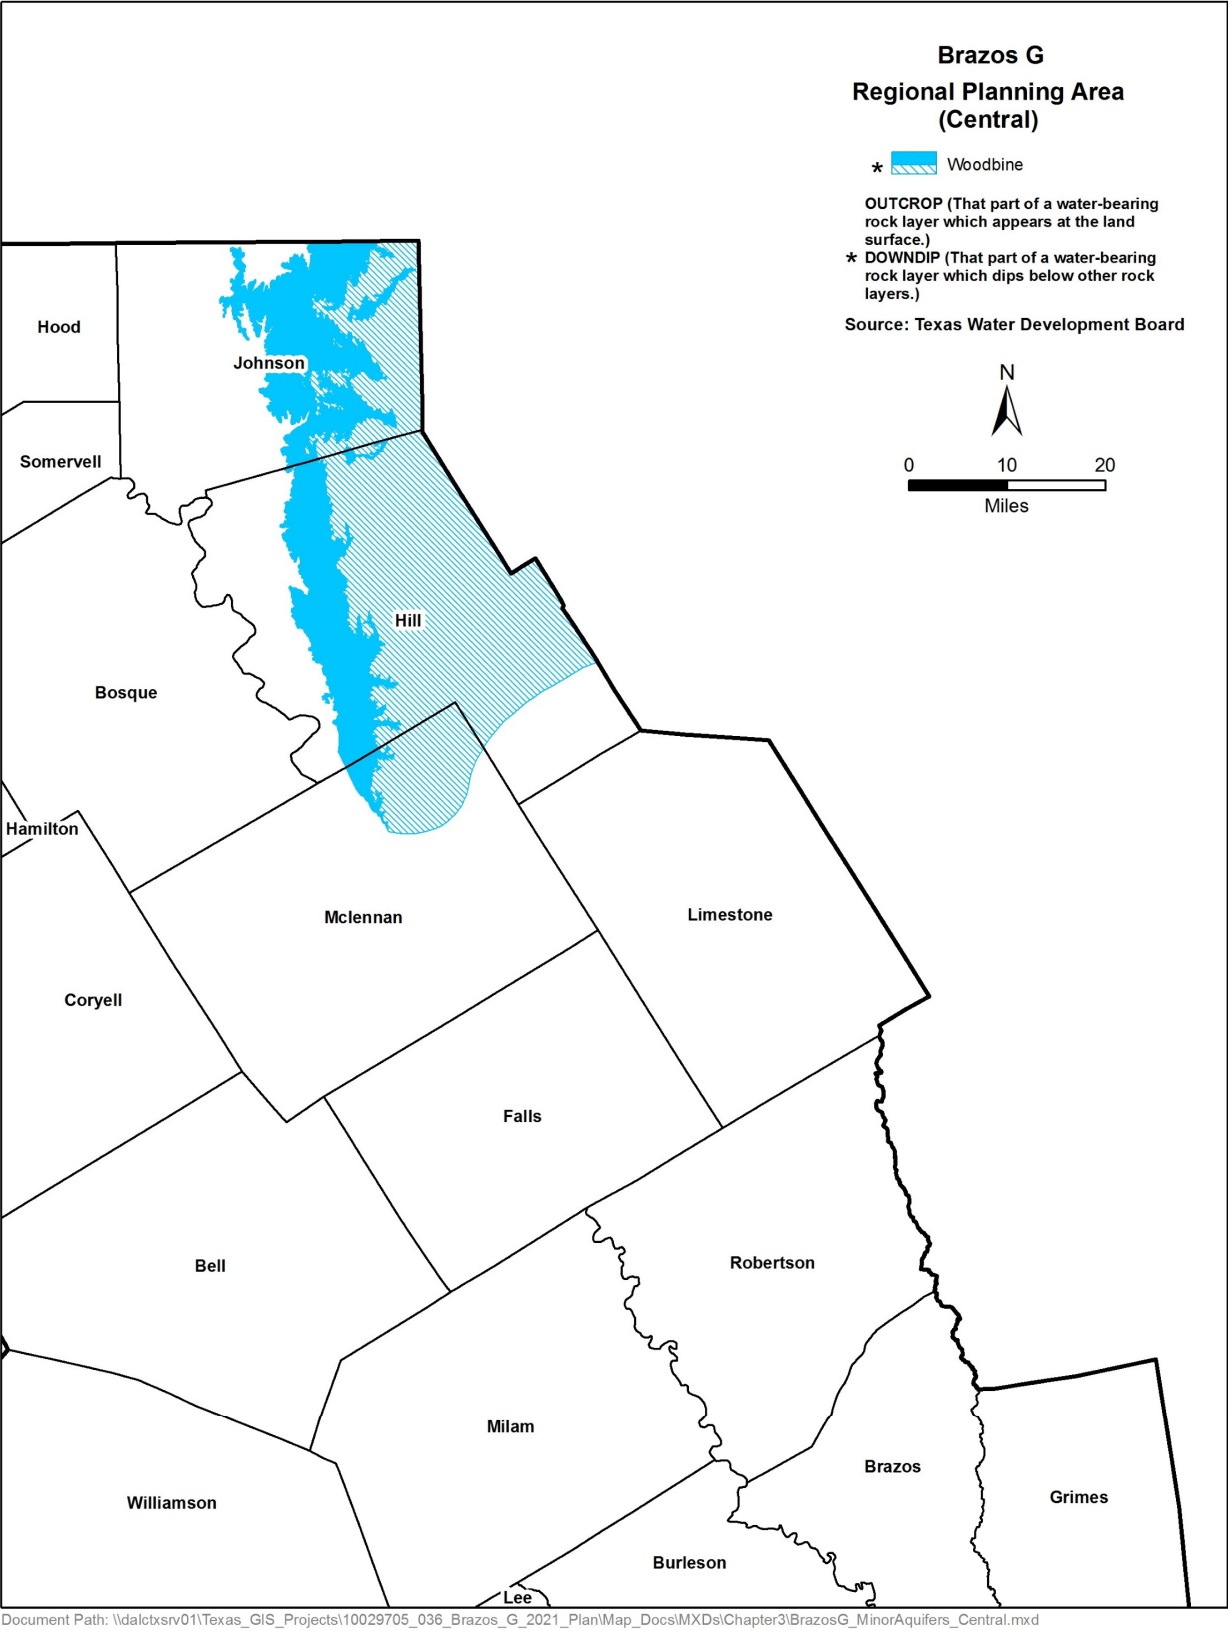 Brazos G
Regional Planning Area
(Central)
* Woodbine
OUTCROP (That part of a water-bearing
rock layer which appears at the land
surface.)
* DOWNDIP (That part of a water-bearing
rock layer which dips below other rock
layers.)
Source: Texas Water Development Board
N
0 10 20
Miles
Hood
Johnson
Somervell
Hill
Bosque
Hamilton
Mclennan
Limestone
Coryell
Falls
Bell
Robertson
Milam
Brazos
Williamson
Grimes
Burleson
Lee
Document Path: \\dalctxsrv01\Texas_GIS_Projects\10029705_036_Brazos_G_2021_Plan\Map_Docs\MXDs\Chapter3\BrazosG_MinorAquifers_Central.mxd